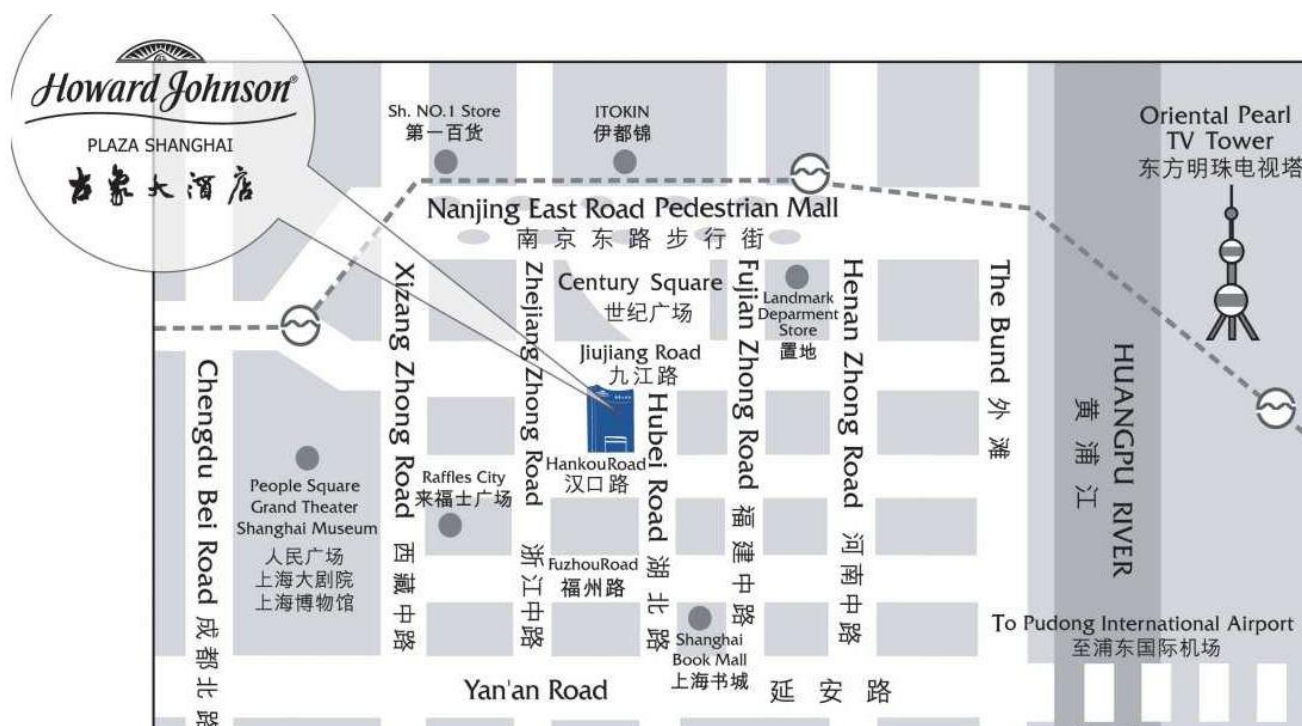 Howard Johnson®
PLAZA SHANGHAI
古象大酒店
Sh. NO.1 Store
第一百货
ITOKIN
伊都锦
Oriental Pearl
TV Tower
东方明珠电视塔
Nanjing East Road Pedestrian Mall
南京东路步行街
Century Square
世纪广场
Landmark
Deparment
Store
置地
Jiujiang Road
九江路
Chengdu Bei Road 成都北路
Xizang Zhong Road 西藏中路
Zhejiang Zhong Road 浙江中路
Hubei Road 湖北路
Fujian Zhong Road 福建中路
Henan Zhong Road 河南中路
The Bund 外滩
HUANGPU RIVER
黄浦江
HankouRoad
汉口路
People Square
Grand Theater
Shanghai Museum
人民广场
上海大剧院
上海博物馆
Raffles City
来福士广场
FuzhouRoad
福州路
Shanghai
Book Mall
上海书城
To Pudong International Airport
至浦东国际机场
Yan'an Road 延安路